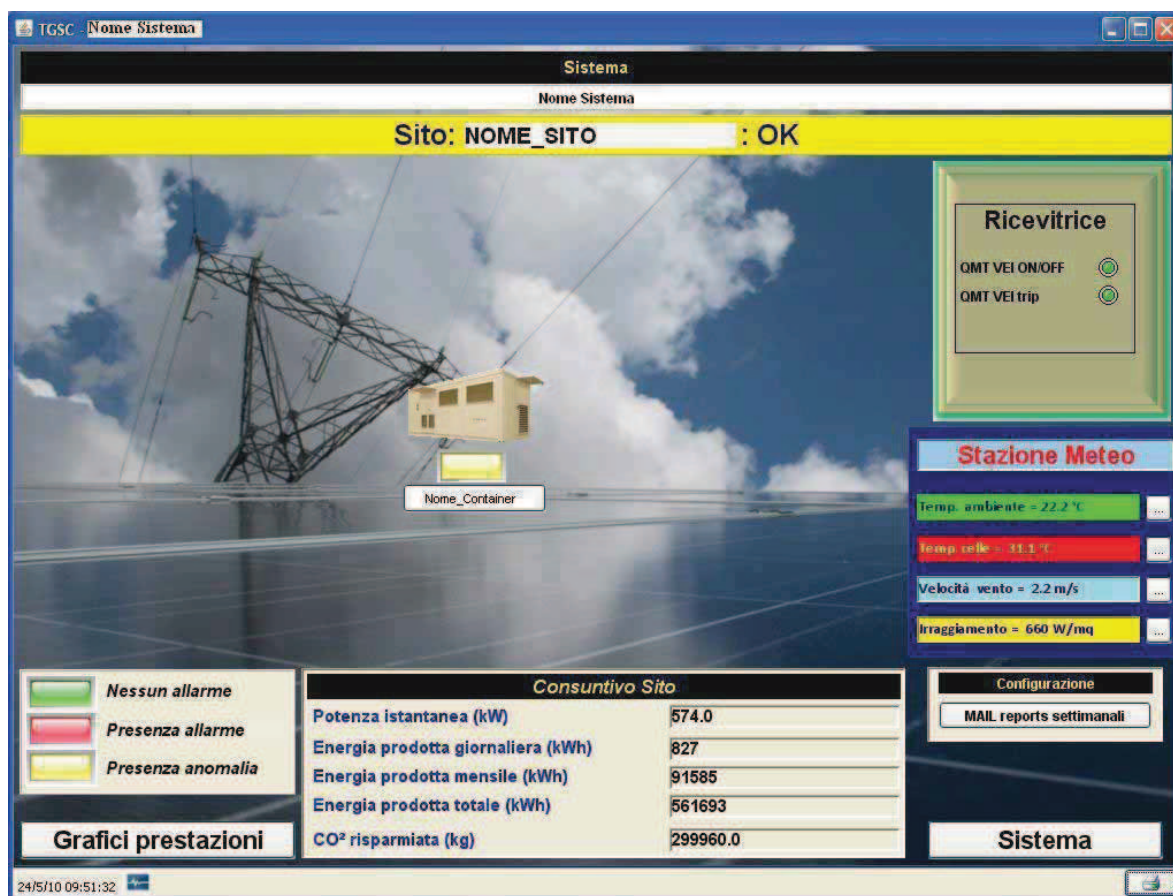 TGSC - Nome Sistema
Sistema
Nome Sistema
Sito: NOME_SITO : OK
Ricevitrice
QMT VEI ON/OFF
QMT VEI trip
Nome_Container
Stazione Meteo
Temp. ambiente = 22.2 °C
...
Temp celle = 31.1 °C
...
Velocità vento = 2.2 m/s
...
Irraggiamento = 660 W/mq
...
Nessun allarme
Presenza allarme
Presenza anomalia
Consuntivo Sito
Potenza istantanea (kW) 574.0
Energia prodotta giornaliera (kWh) 827
Energia prodotta mensile (kWh) 91585
Energia prodotta totale (kWh) 561693
CO² risparmiata (kg) 299960.0
Configurazione
MAIL reports settimanali
Grafici prestazioni
Sistema
24/5/10 09:51:32